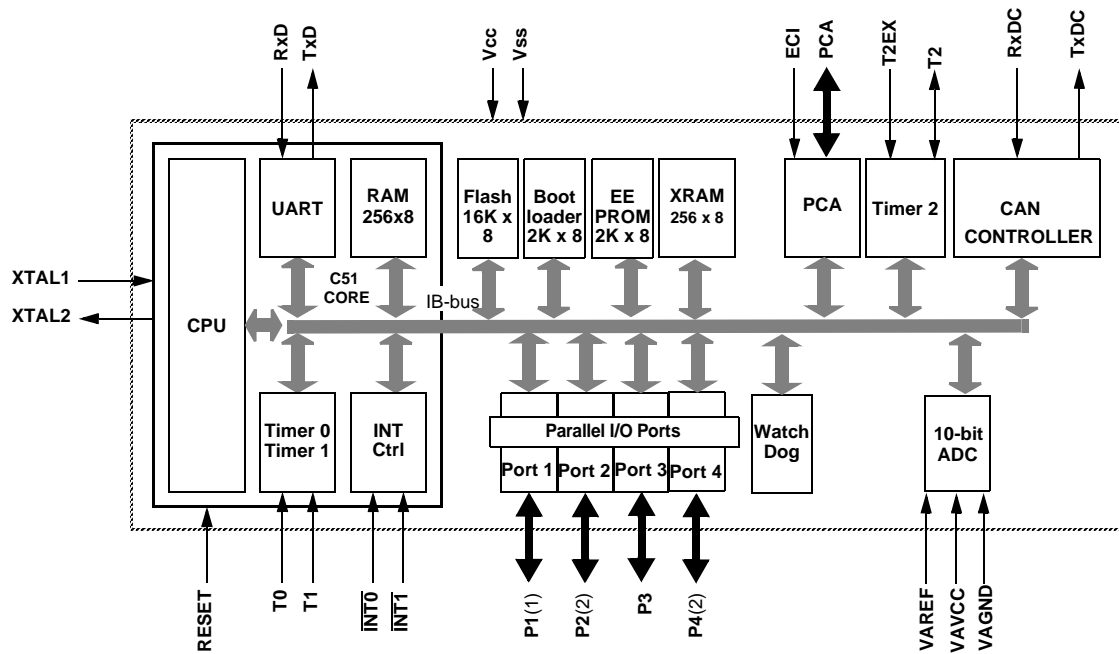 RxD
TxD
Vcc
Vss
ECI
PCA
T2EX
T2
RxDC
TxDC
UART
RAM
256x8
Flash
16K x
8
Boot
loader
2K x 8
EE
PROM
2K x 8
XRAM
256 x 8
PCA
Timer 2
CAN
CONTROLLER
XTAL1
XTAL2
C51
CORE
IB-bus
CPU
Timer 0
Timer 1
INT
Ctrl
Parallel I/O Ports
Port 1
Port 2
Port 3
Port 4
Watch
Dog
10-bit
ADC
RESET
T0
T1
INT0
INT1
P1(1)
P2(2)
P3
P4(2)
VAREF
VAVCC
VAGND